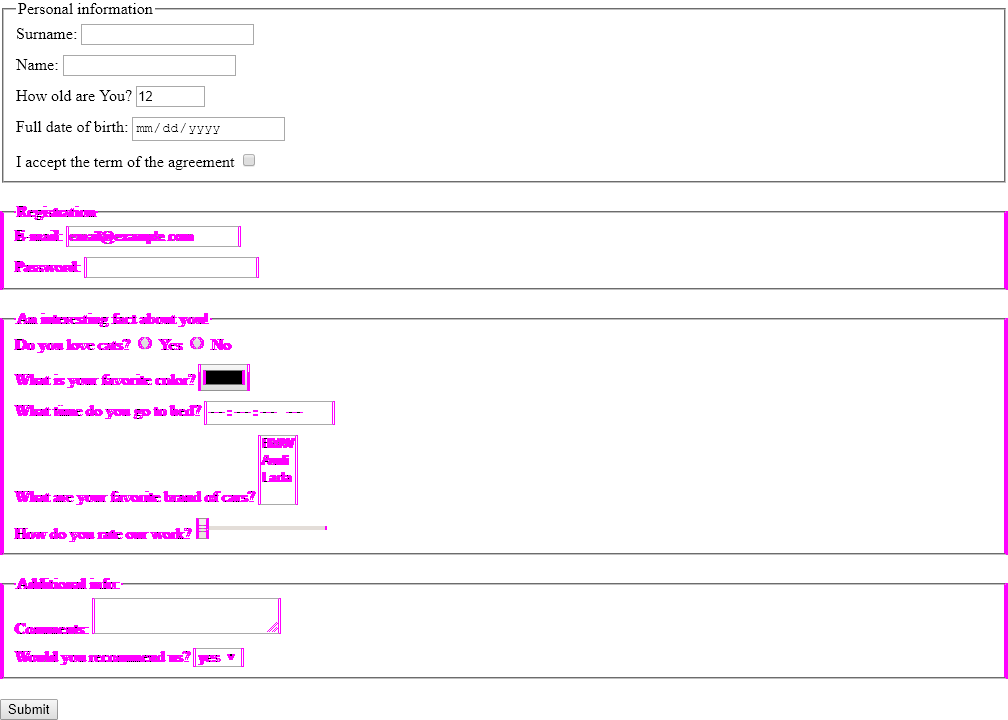 Personal information
Surname:
Name:
How old are You? 12
Full date of birth: mm/dd/yyyy
I accept the term of the agreement
Registration
E-mail: email@example.com
Password:
An interesting fact about you!
Do you love cats? Yes No
What is your favorite color?
What time do you go to bed? --:--:-- --
BMW
Audi
Lada
What are your favorite brand of cars?
How do you rate our work?
Additional info:
Comments:
Would you recommend us? yes
Submit